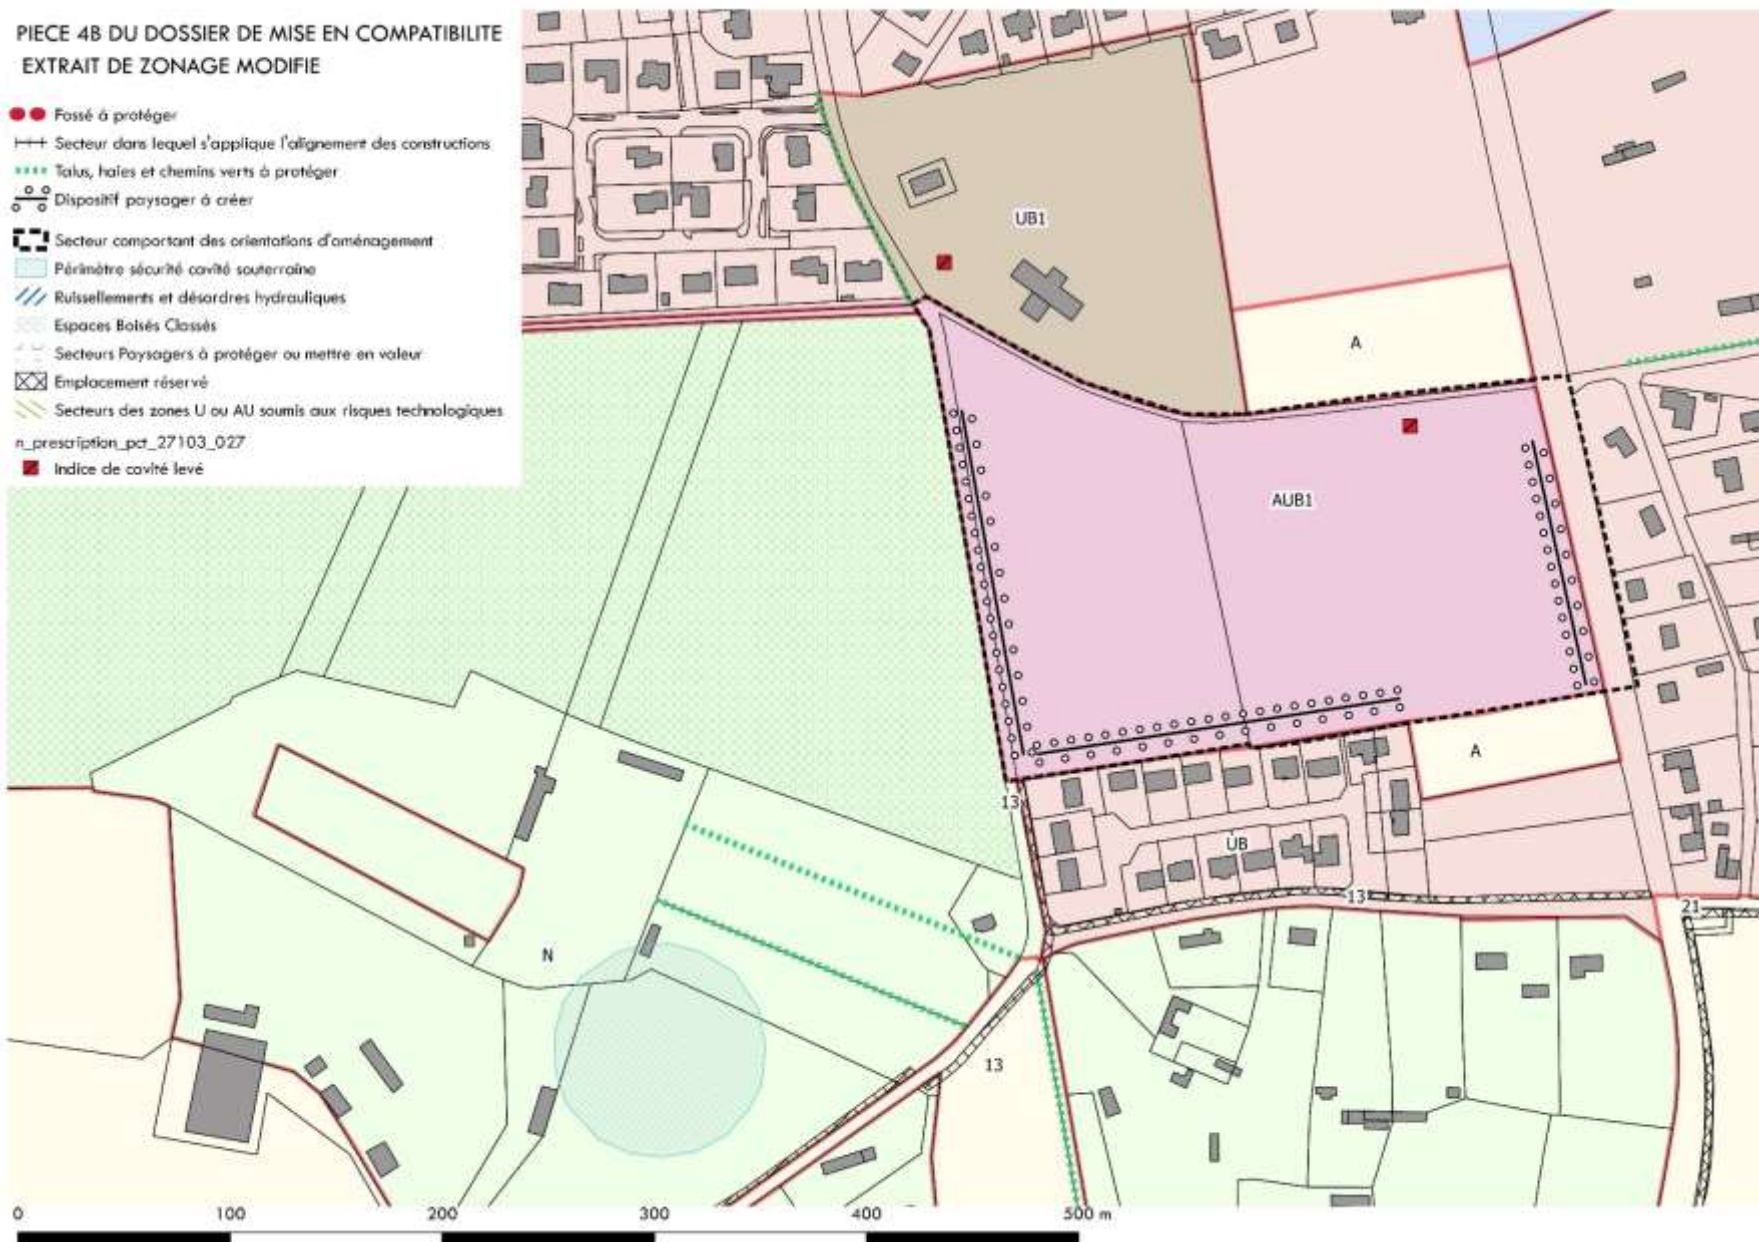 PIECE 4B DU DOSSIER DE MISE EN COMPATIBILITE
EXTRAIT DE ZONAGE MODIFIE
Fossé à protéger
Secteur dans lequel s'applique l'alignement des constructions
Talus, haies et chemins verts à protéger
Dispositif paysager à créer
Secteur comportant des orientations d'aménagement
Périmètre sécurité cavité souterraine
Ruissellements et désordres hydrauliques
Espaces Boisés Classés
Secteurs Paysagers à protéger ou mettre en valeur
Emplacement réservé
Secteurs des zones U ou AU soumis aux risques technologiques
n_prescription_pct_27103_027
Indice de cavité levé
UB1
A
AUB1
A
13
UB
13
21
N
13
0 100 200 300 400 500 m